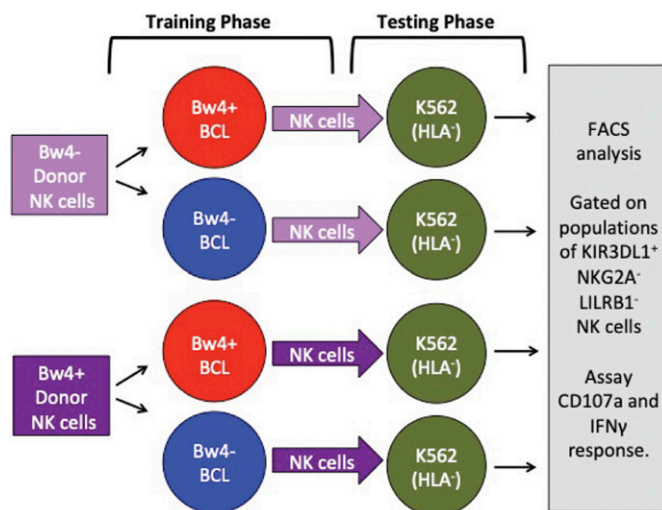 Training Phase
Testing Phase
Bw4-
Donor
NK cells
Bw4+
BCL
NK cells
K562
(HLA⁻)
Bw4-
BCL
NK cells
K562
(HLA⁻)
Bw4+
Donor
NK cells
Bw4+
BCL
NK cells
K562
(HLA⁻)
Bw4-
BCL
NK cells
K562
(HLA⁻)
FACS
analysis
Gated on
populations
of KIR3DL1⁺
NKG2A⁻
LILRB1⁻
NK cells
Assay
CD107a and
IFNγ
response.